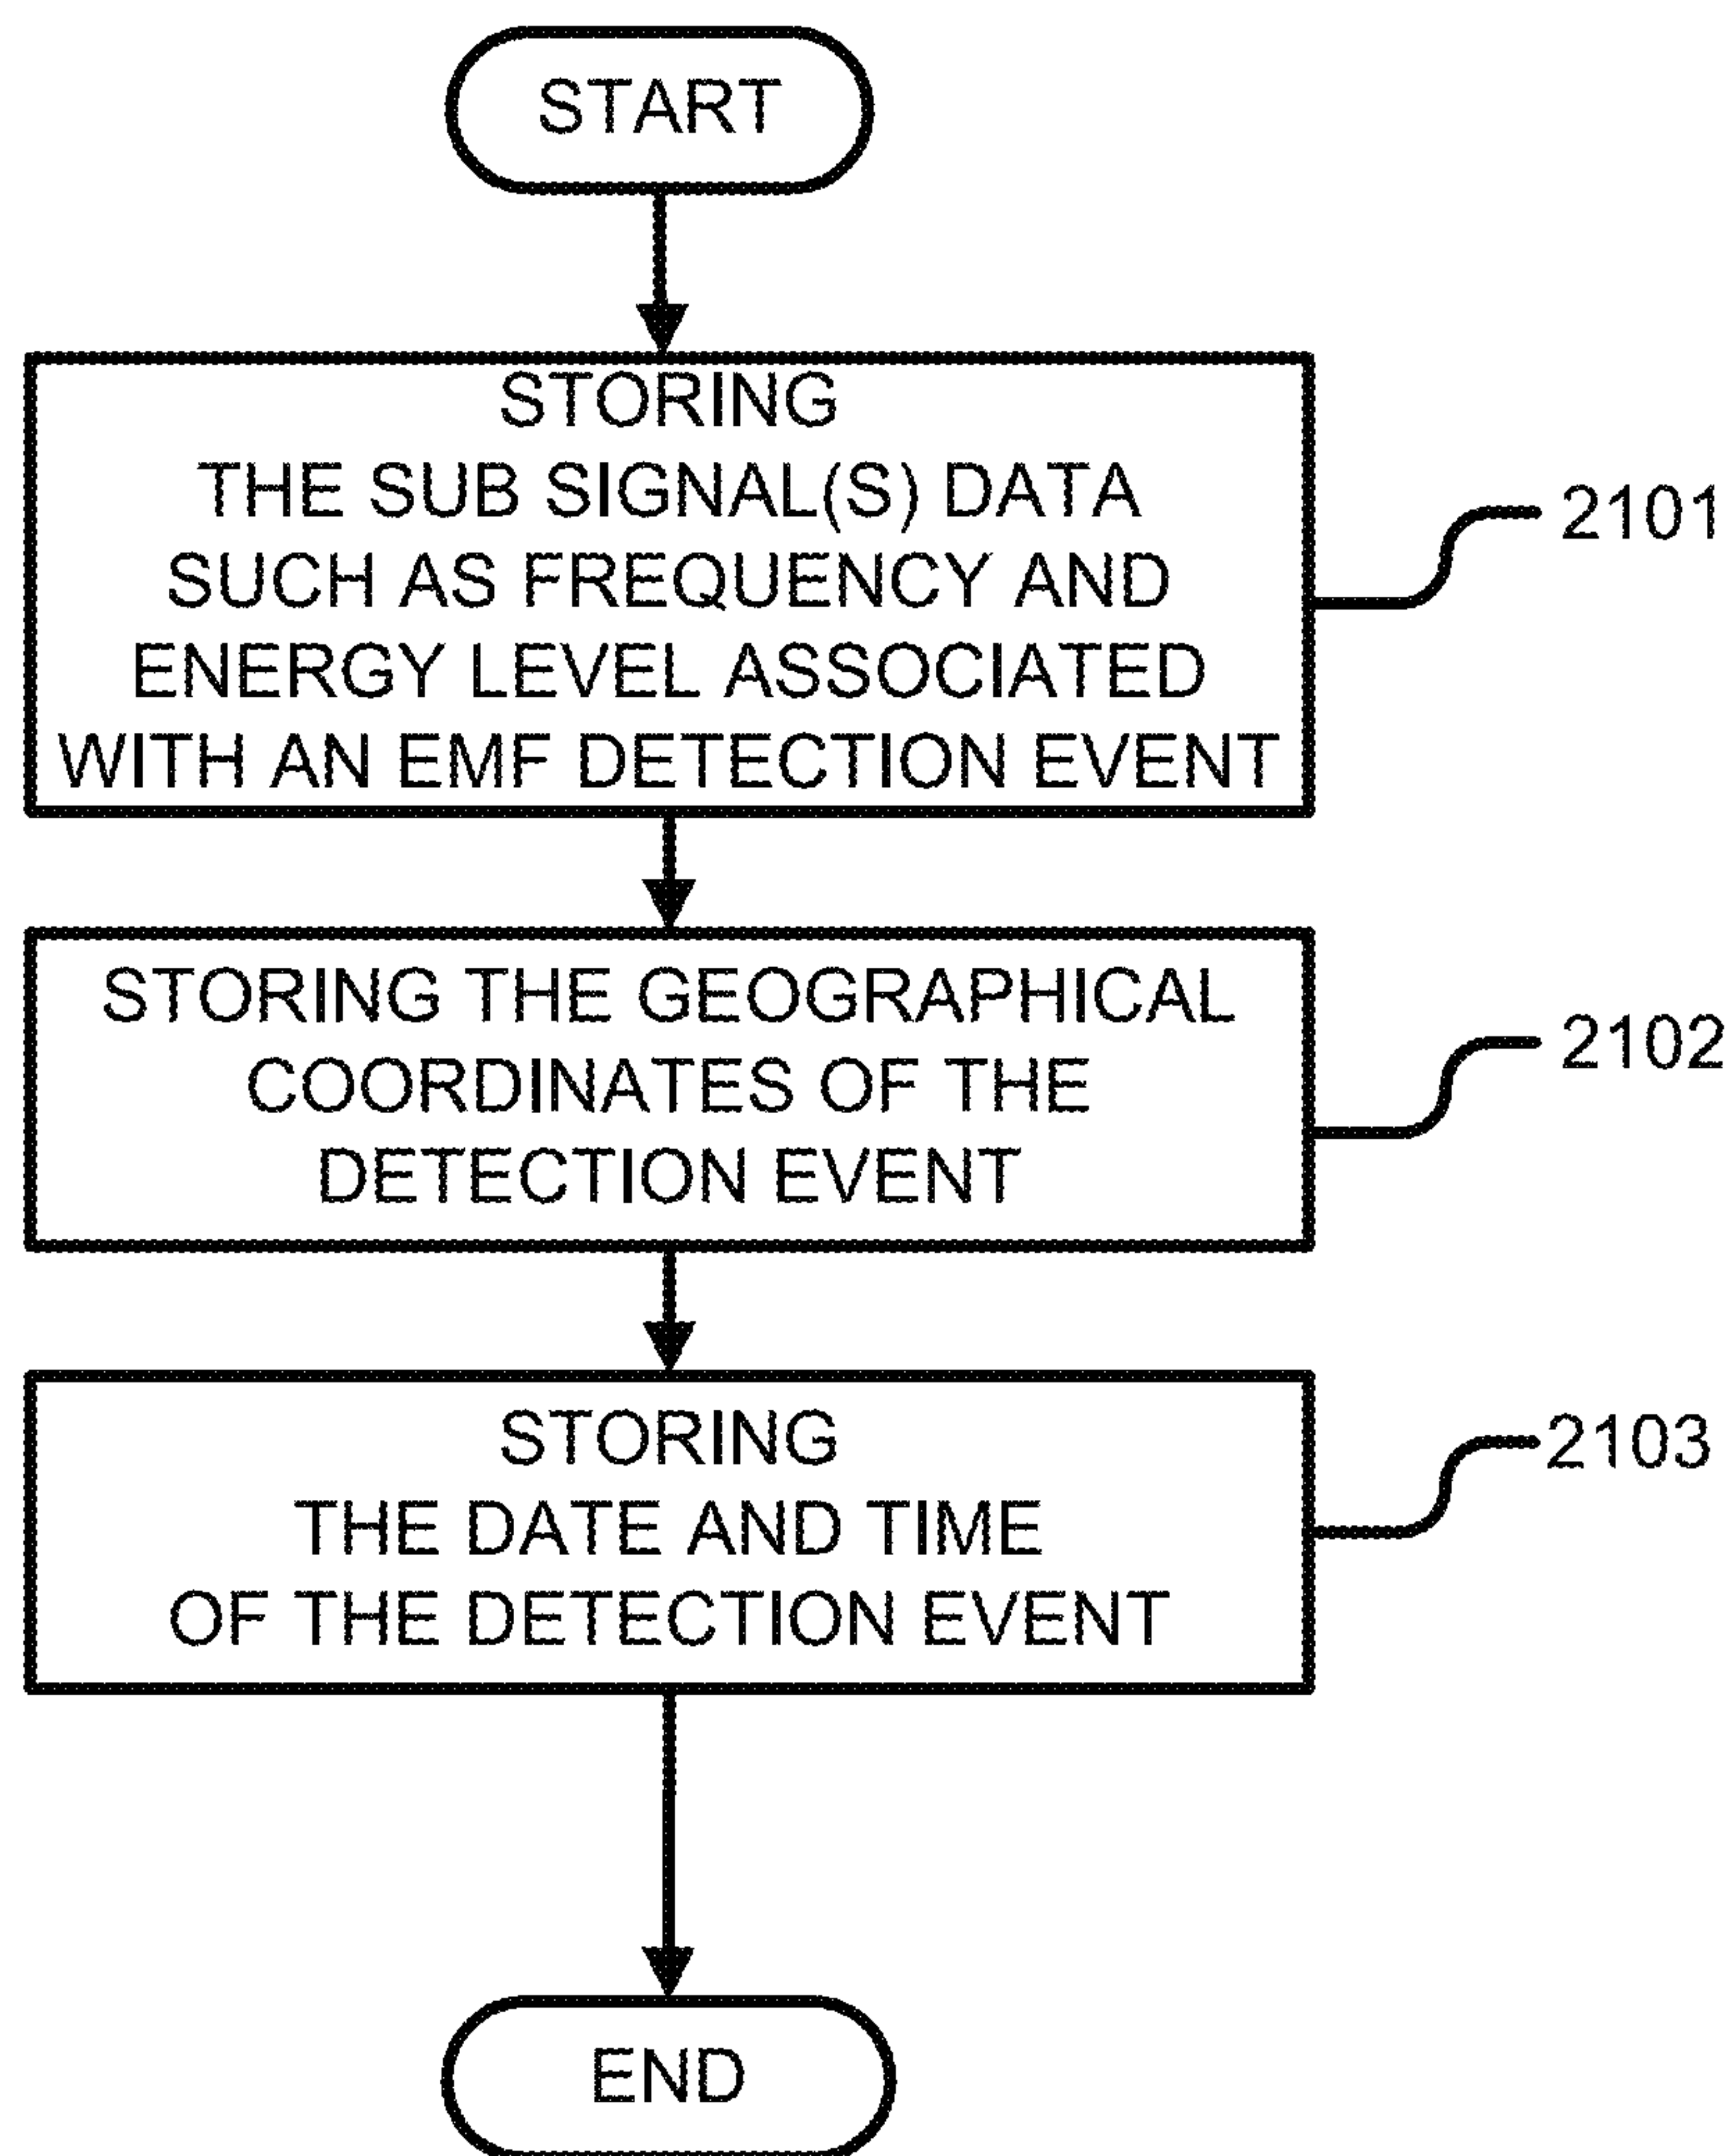 START
STORING
THE SUB SIGNAL(S) DATA
SUCH AS FREQUENCY AND
ENERGY LEVEL ASSOCIATED
WITH AN EMF DETECTION EVENT
2101
STORING THE GEOGRAPHICAL
COORDINATES OF THE
DETECTION EVENT
2102
STORING
THE DATE AND TIME
OF THE DETECTION EVENT
2103
END